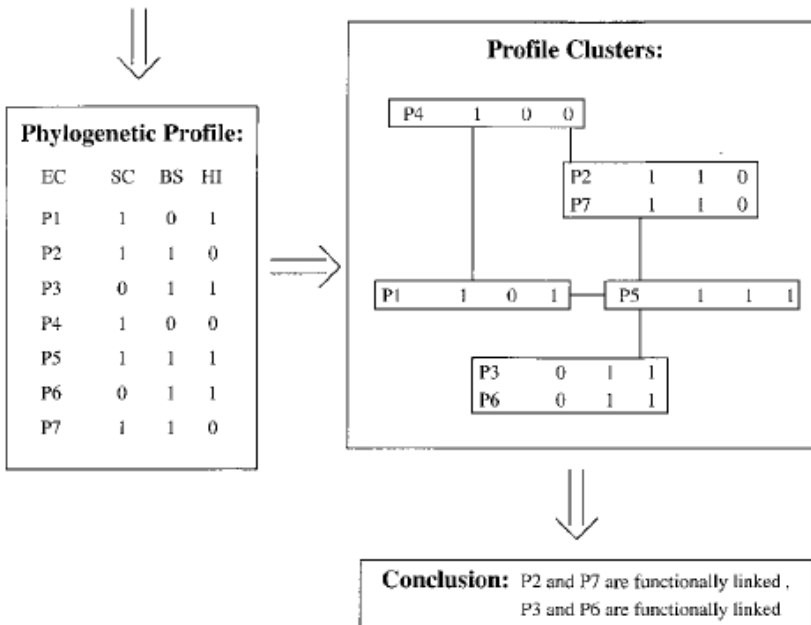 Phylogenetic Profile:
EC SC BS HI
P1 1 0 1
P2 1 1 0
P3 0 1 1
P4 1 0 0
P5 1 1 1
P6 0 1 1
P7 1 1 0
Profile Clusters:
P4 1 0 0
P2 1 1 0
P7 1 1 0
P1 1 0 1
P5 1 1 1
P3 0 1 1
P6 0 1 1
Conclusion: P2 and P7 are functionally linked ,
P3 and P6 are functionally linked